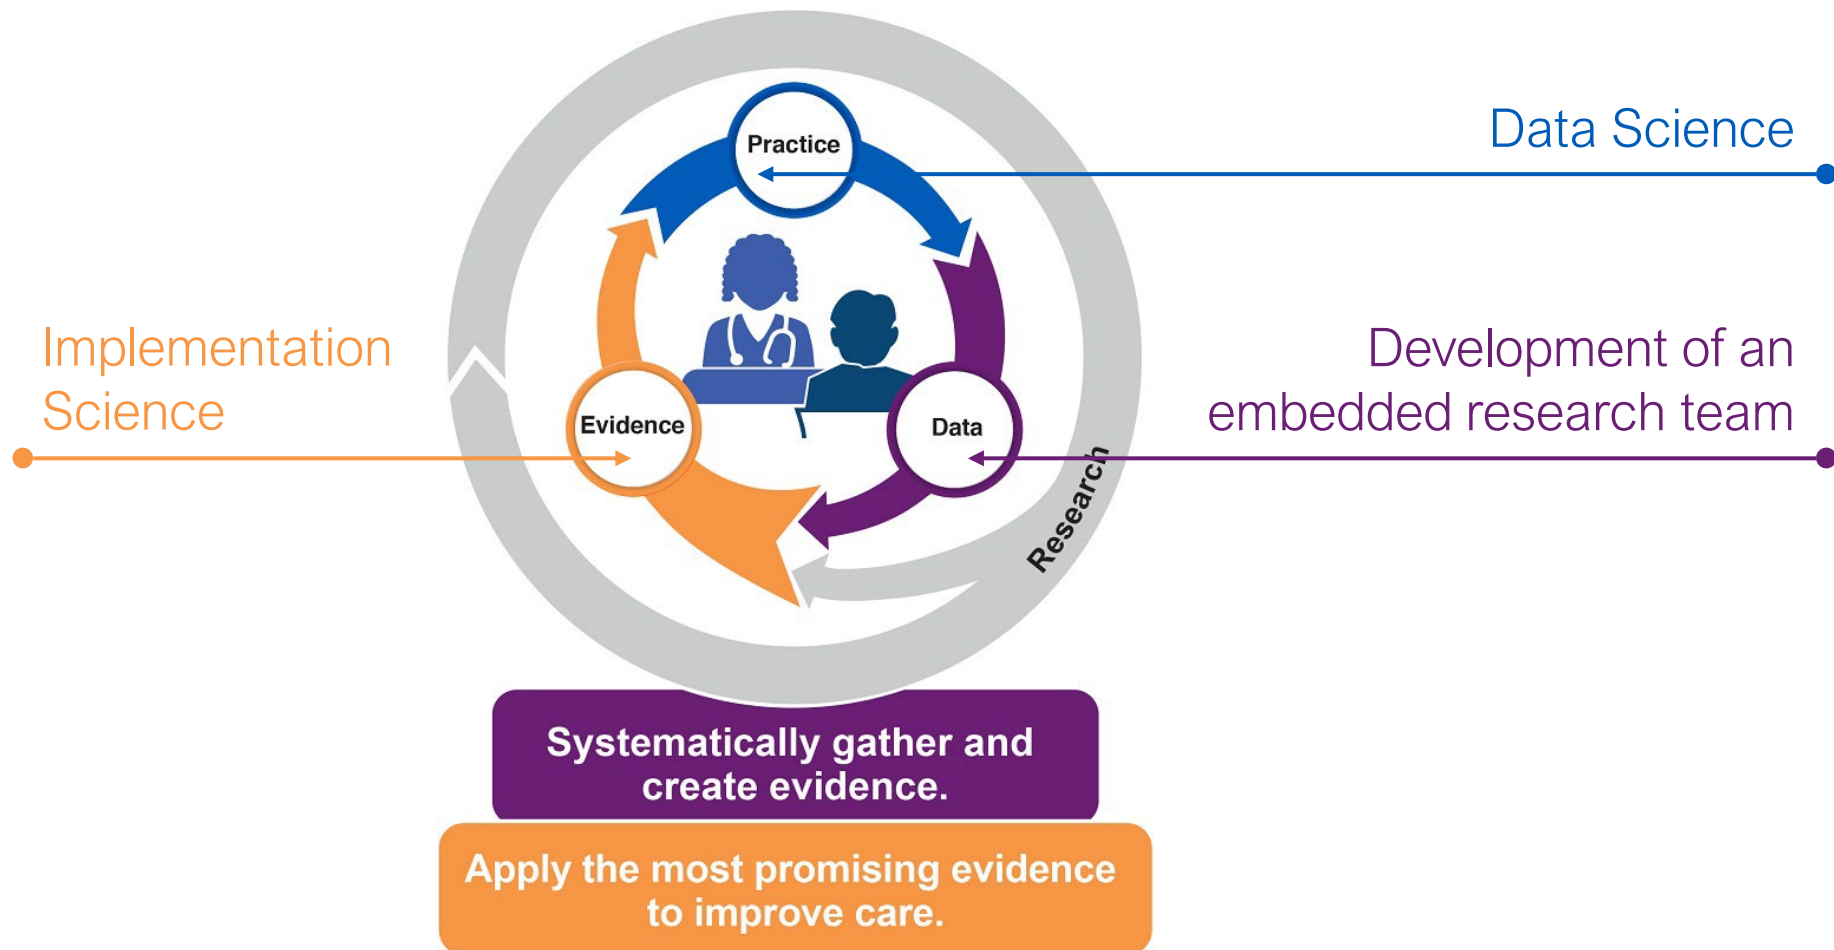 Practice
Data Science
Implementation
Science
Development of an
embedded research team
Evidence
Data
Research
Systematically gather and
create evidence.
Apply the most promising evidence
to improve care.